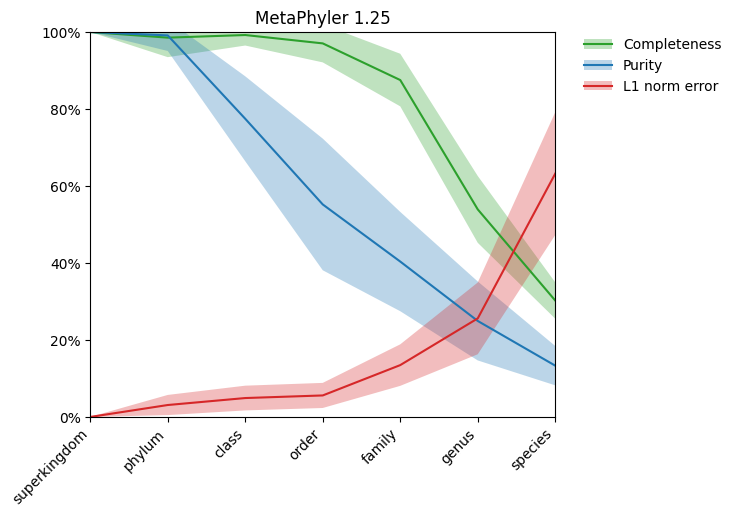 MetaPhyler 1.25
100%
80%
60%
40%
20%
0%
superkingdom
phylum
class
order
family
genus
species
Completeness
Purity
L1 norm error